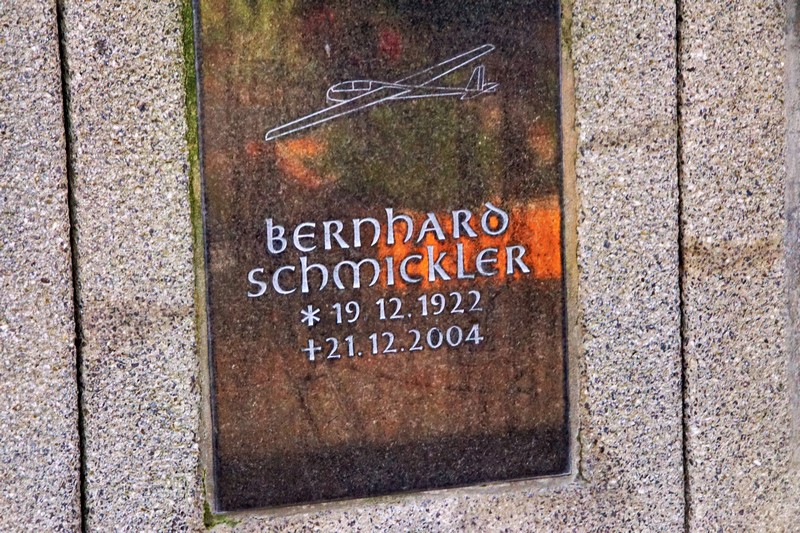 BERNHARD
SCHMICKLER
* 19.12.1922
+21.12.2004